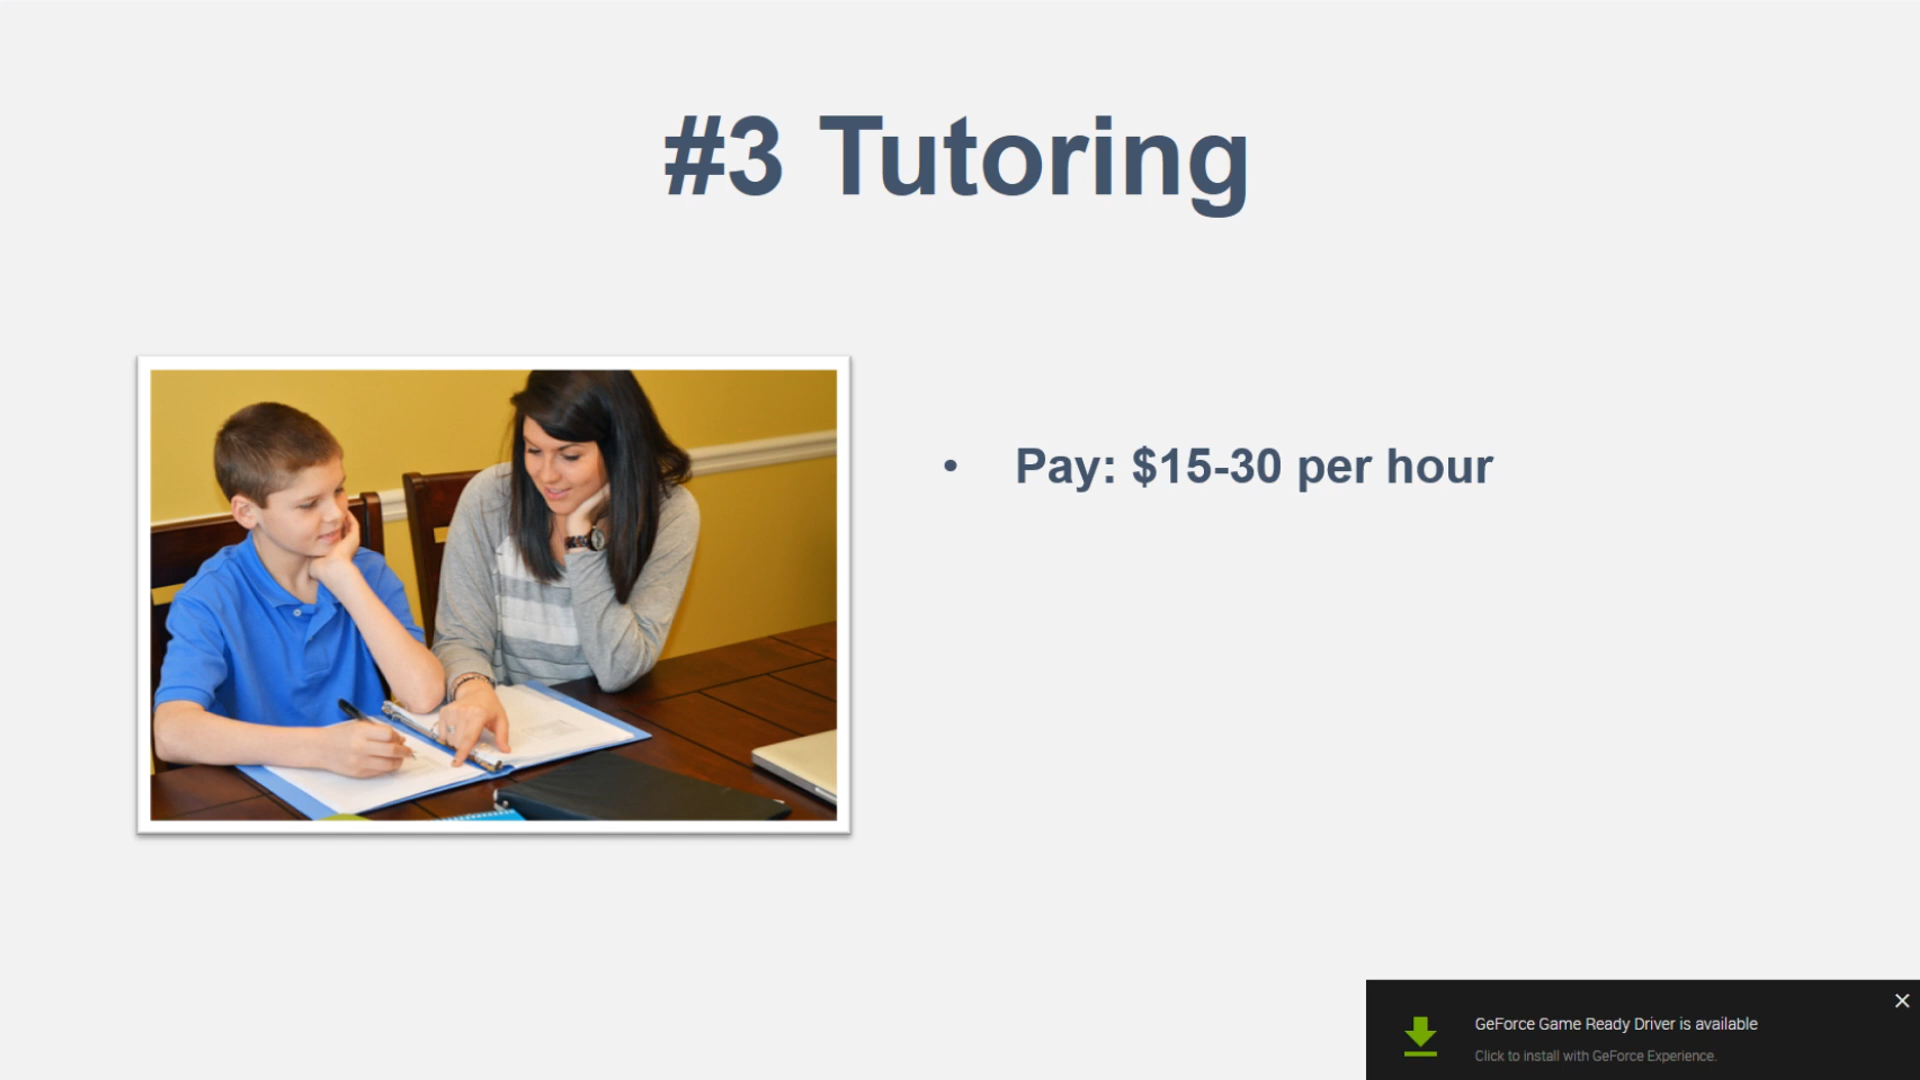 #3 Tutoring
• Pay: $15-30 per hour
GeForce Game Ready Driver is available
Click to install with GeForce Experience.